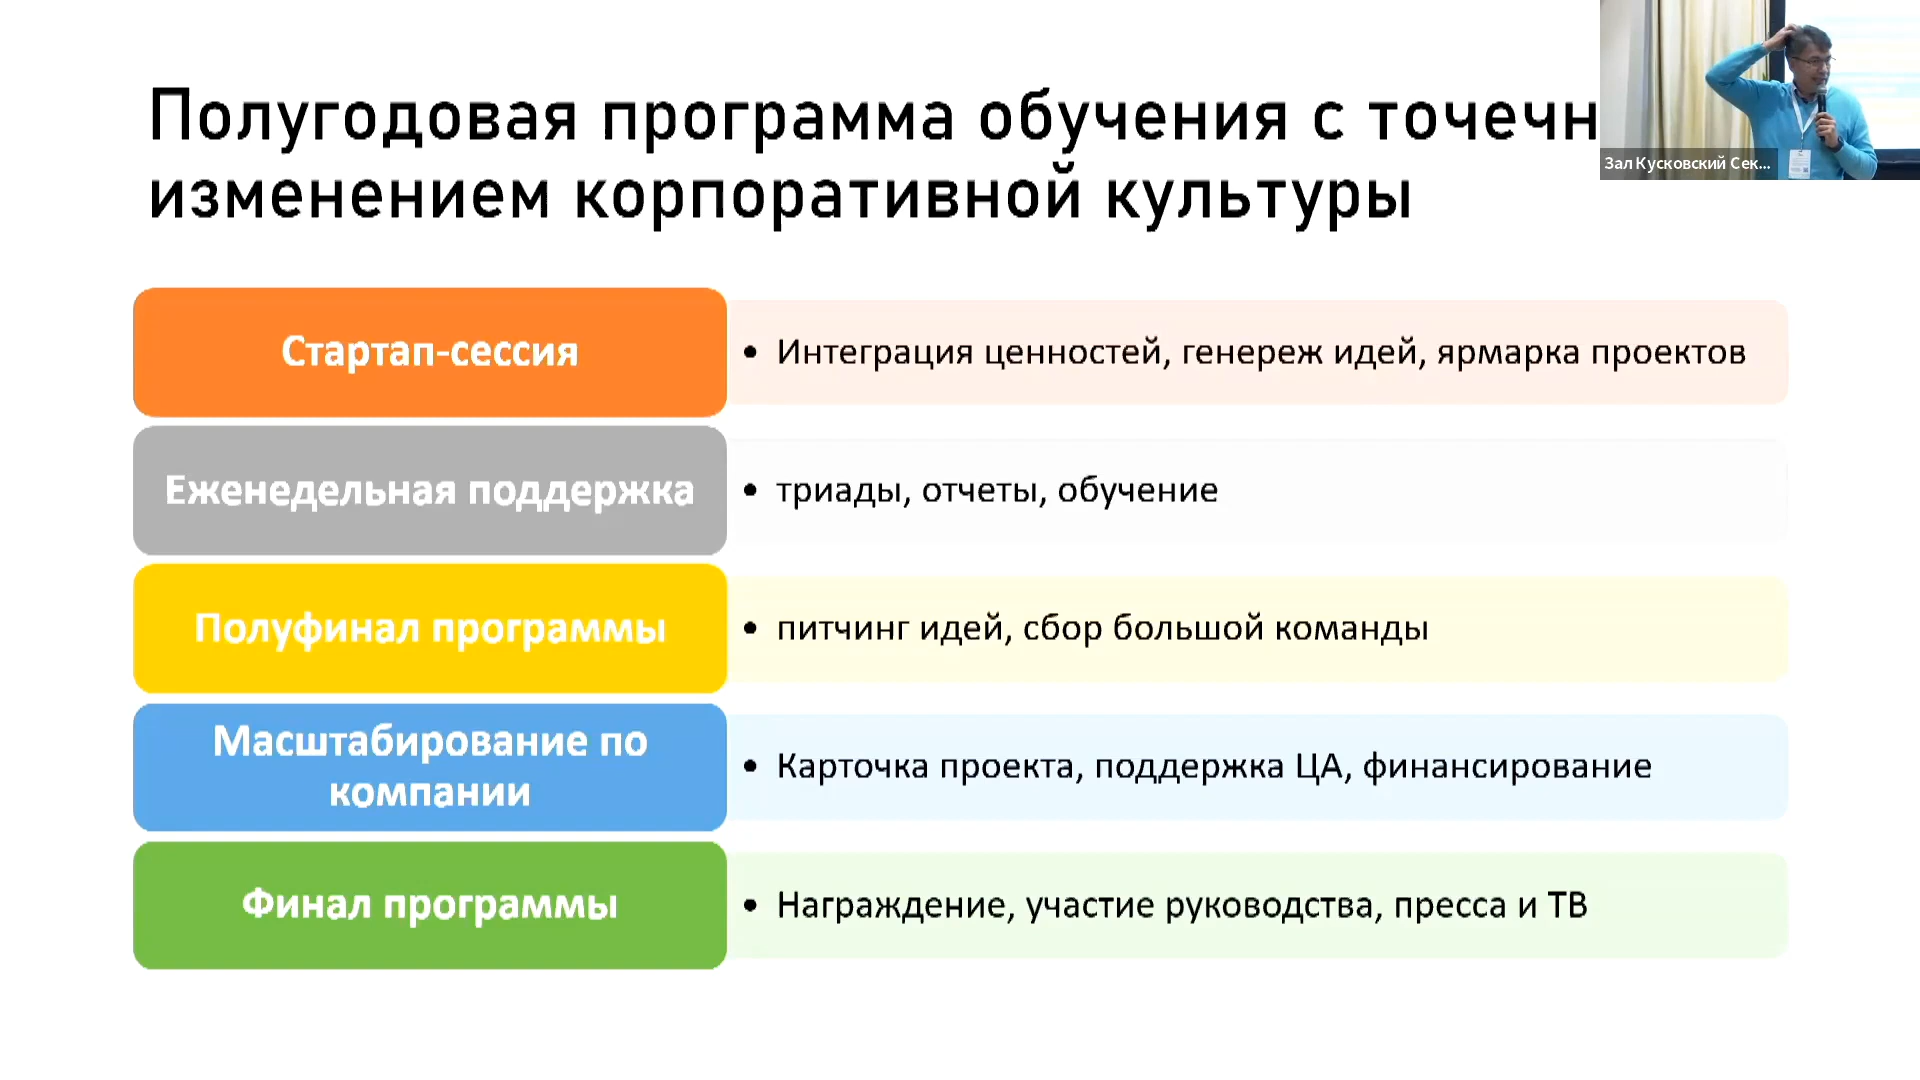 Полугодовая программа обучения с точечн
изменением корпоративной культуры
Зал Кусковский Сек...
Стартап-сессия
• Интеграция ценностей, генереж идей, ярмарка проектов
Еженедельная поддержка
• триады, отчеты, обучение
Полуфинал программы
• питчинг идей, сбор большой команды
Масштабирование по
компании
• Карточка проекта, поддержка ЦА, финансирование
Финал программы
• Награждение, участие руководства, пресса и ТВ